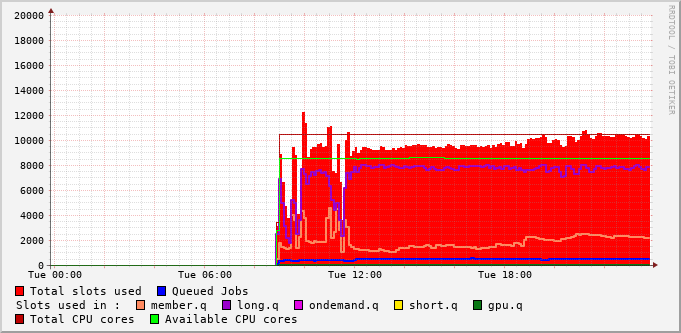 20000
18000
16000
14000
12000
10000
8000
6000
4000
2000
0
Tue 00:00 Tue 06:00 Tue 12:00 Tue 18:00
Total slots used Queued Jobs
Slots used in : member.q long.q ondemand.q short.q gpu.q
Total CPU cores Available CPU cores
RRDTOOL / TOBI OETIKER